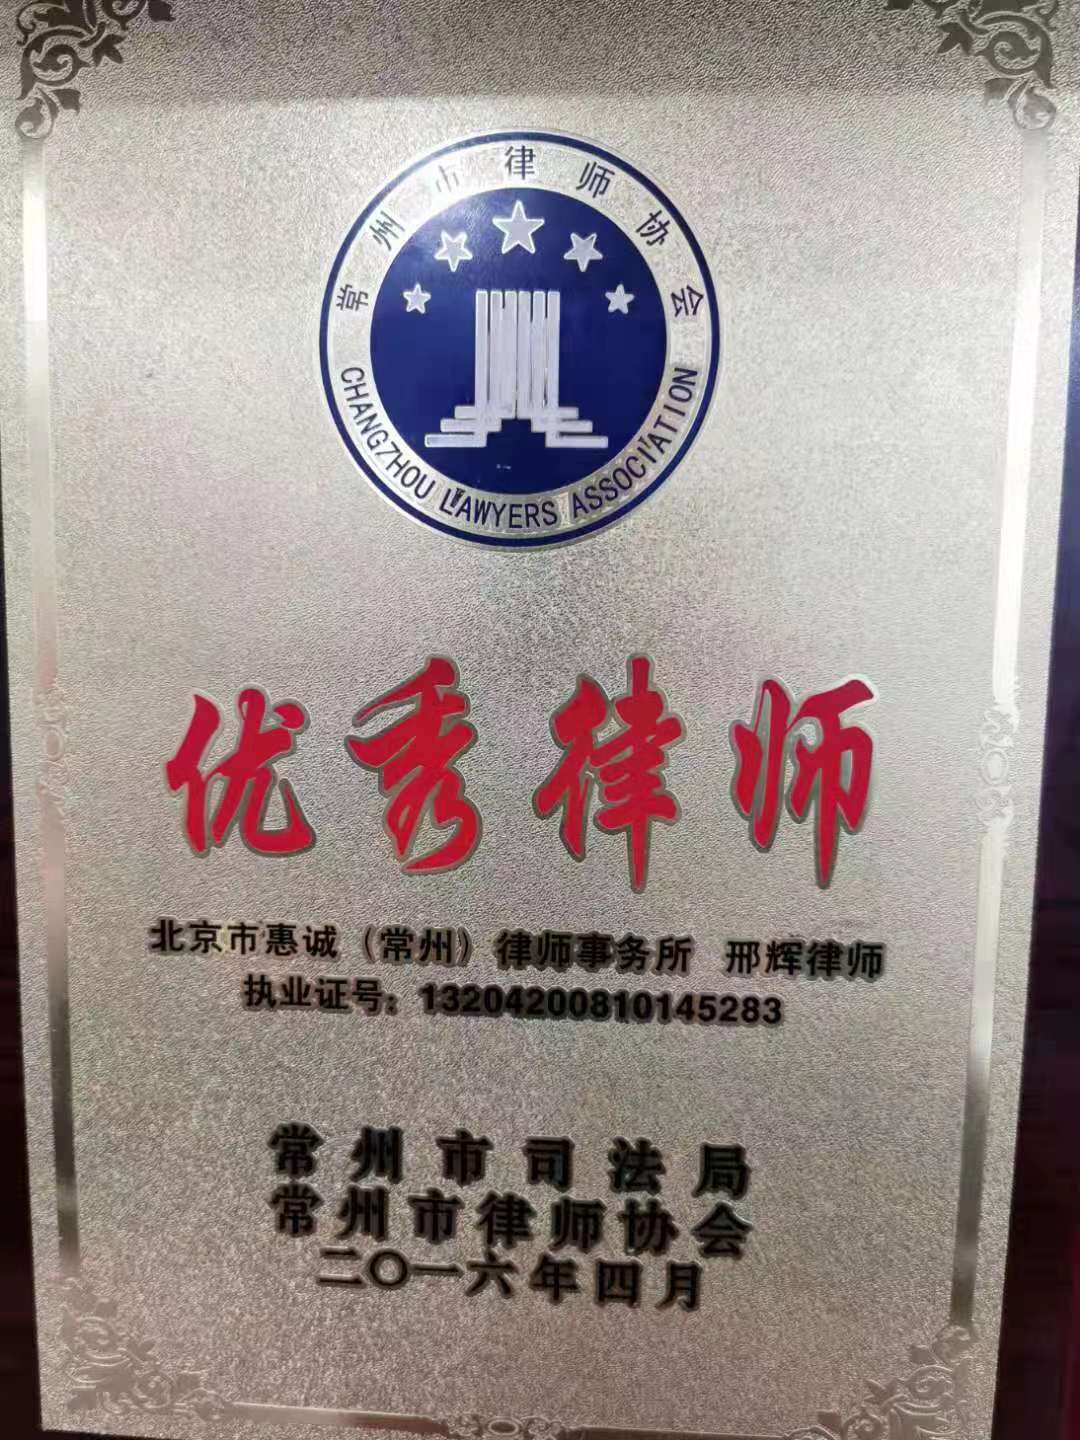 常州市律师协会
CHANGZHOU LAWYERS ASSOCIATION
优秀律师
北京市惠诚（常州）律师事务所 邢辉律师
执业证号：13204200810145283
常州市司法局
常州市律师协会
二〇一六年四月